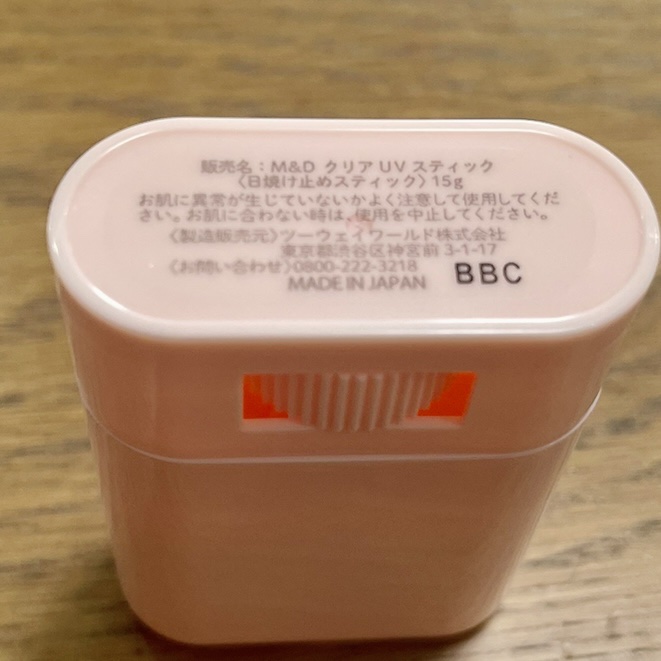 販売名：M&D クリアUV スティック
〈日焼け止めスティック〉15g
お肌に異常が生じていないかよく注意して使用してくだ
さい。お肌に合わない時は、使用を中止してください。
〈製造販売元〉ツーウェイワールド株式会社
東京都渋谷区神宮前 3-1-17
〈お問い合わせ〉0800-222-3218
MADE IN JAPAN
BBC